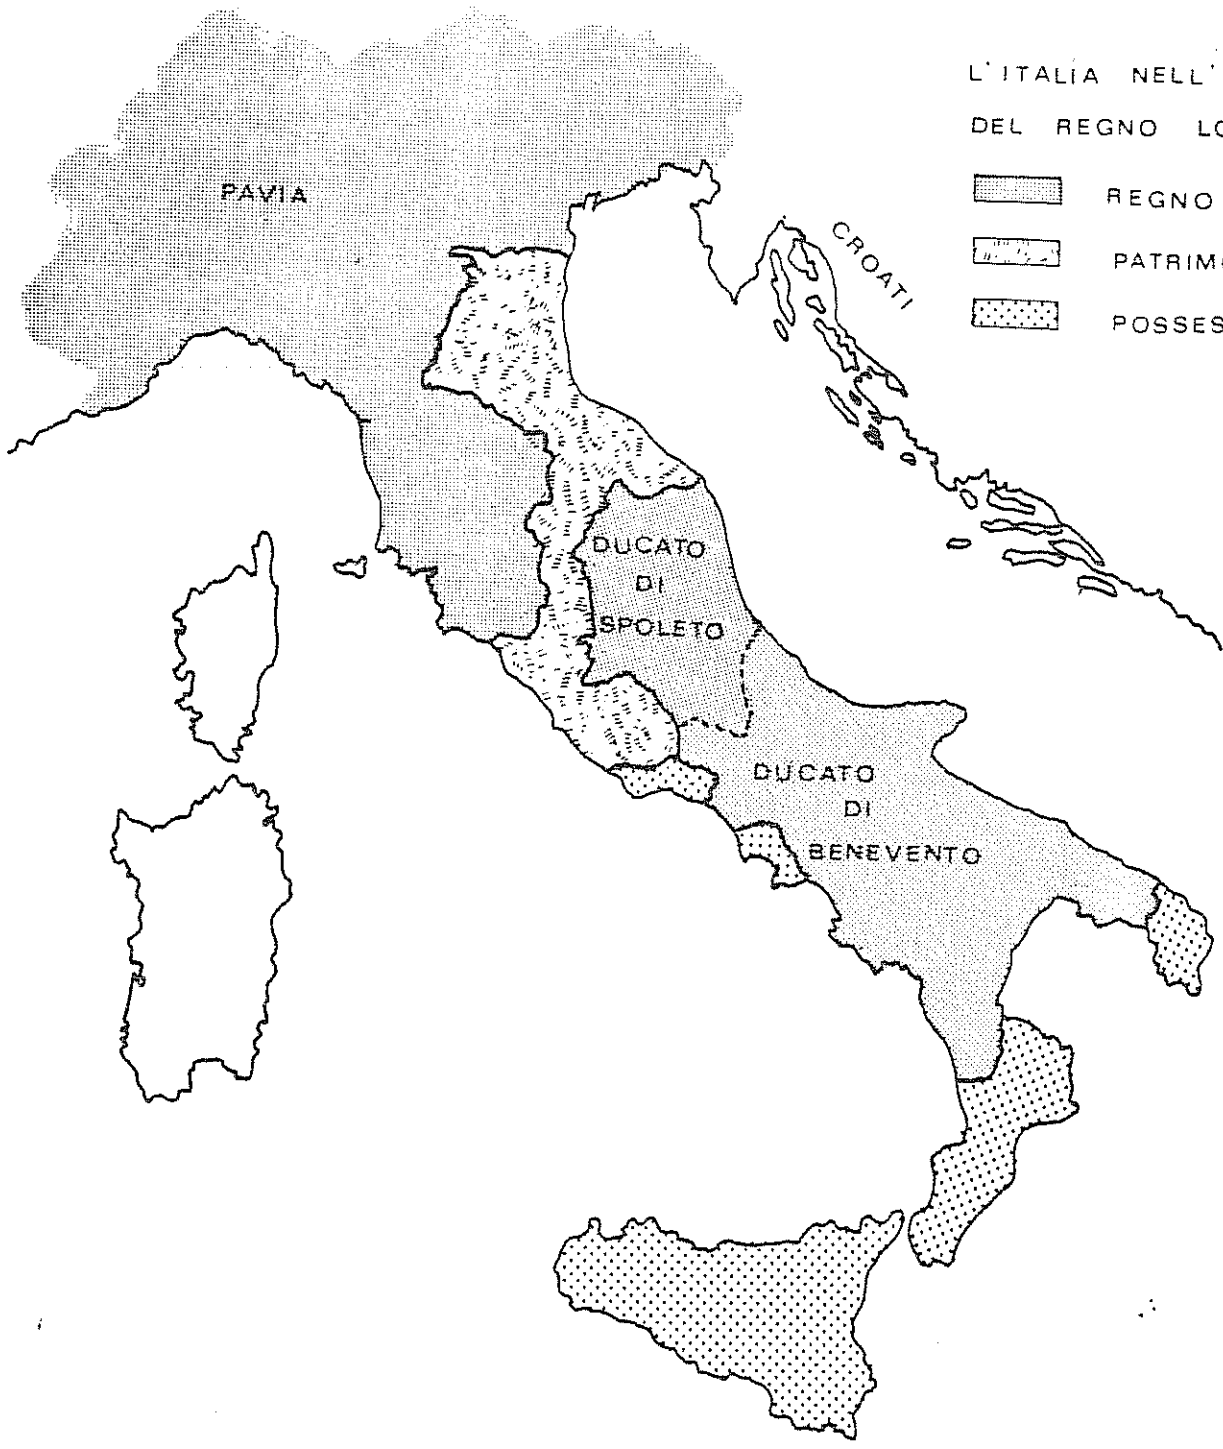 L'ITALIA NELL'
DEL REGNO LO
REGNO
PATRIM
POSSES
PAVIA
CROATI
DUCATO
DI
SPOLETO
DUCATO
DI
BENEVENTO